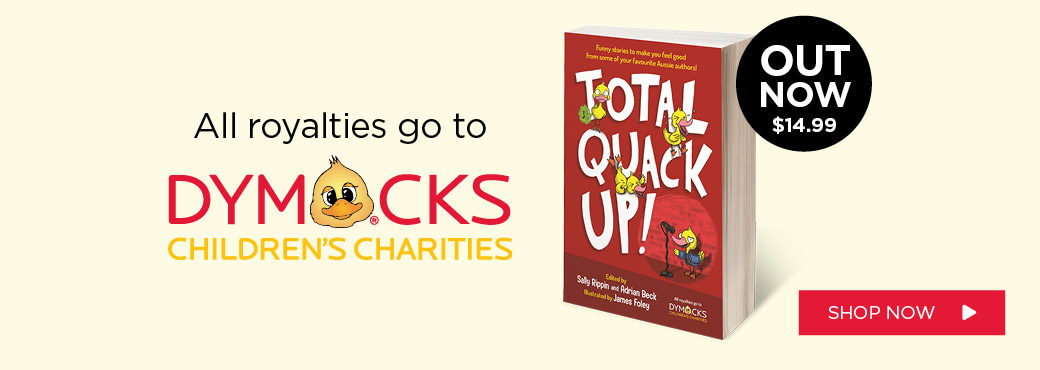 All royalties go to
DYMOCKS®
CHILDREN'S CHARITIES
Funny stories to make you feel good
from some of your favourite Aussie authors!
TOTAL
QUACK
UP!
Edited by
Sally Rippin and Adrian Beck
Illustrated by James Foley
All royalties go to
DYMOCKS
CHILDREN'S CHARITIES
OUT
NOW
$14.99
SHOP NOW